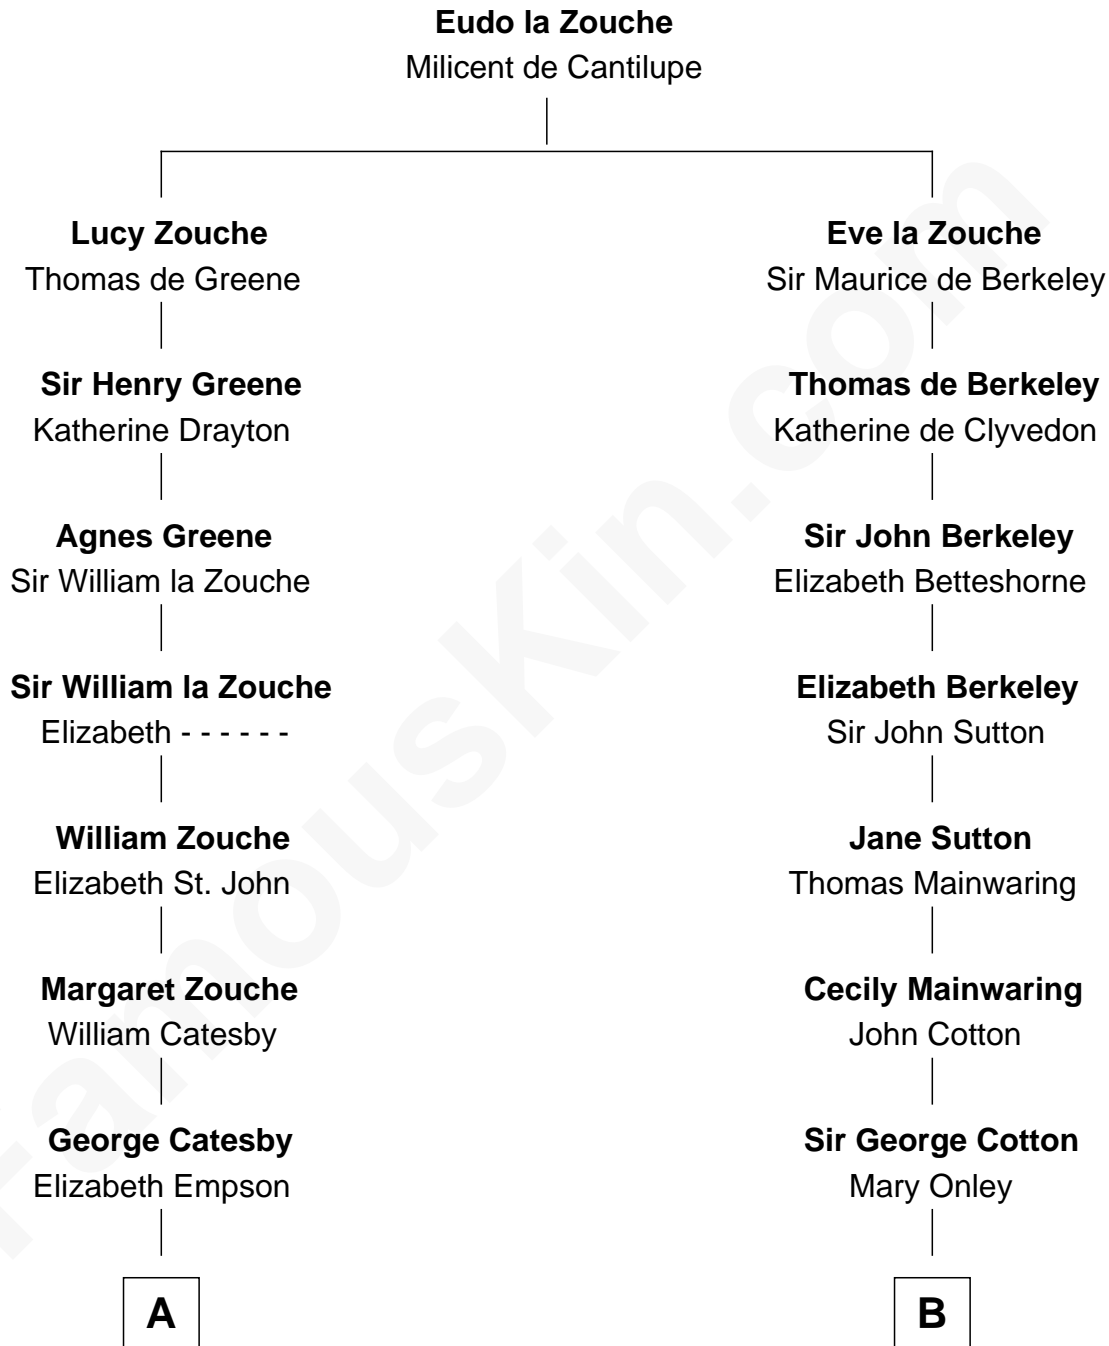 Eudo la Zouche
Milicent de Cantilupe
Lucy Zouche
Thomas de Greene
Eve la Zouche
Sir Maurice de Berkeley
Sir Henry Greene
Katherine Drayton
Thomas de Berkeley
Katherine de Clyvedon
Agnes Greene
Sir William la Zouche
Sir John Berkeley
Elizabeth Betteshorne
Sir William la Zouche
Elizabeth - - - - - -
Elizabeth Berkeley
Sir John Sutton
William Zouche
Elizabeth St. John
Jane Sutton
Thomas Mainwaring
Margaret Zouche
William Catesby
Cecily Mainwaring
John Cotton
George Catesby
Elizabeth Empson
Sir George Cotton
Mary Onley
A
B
FamousKin.com